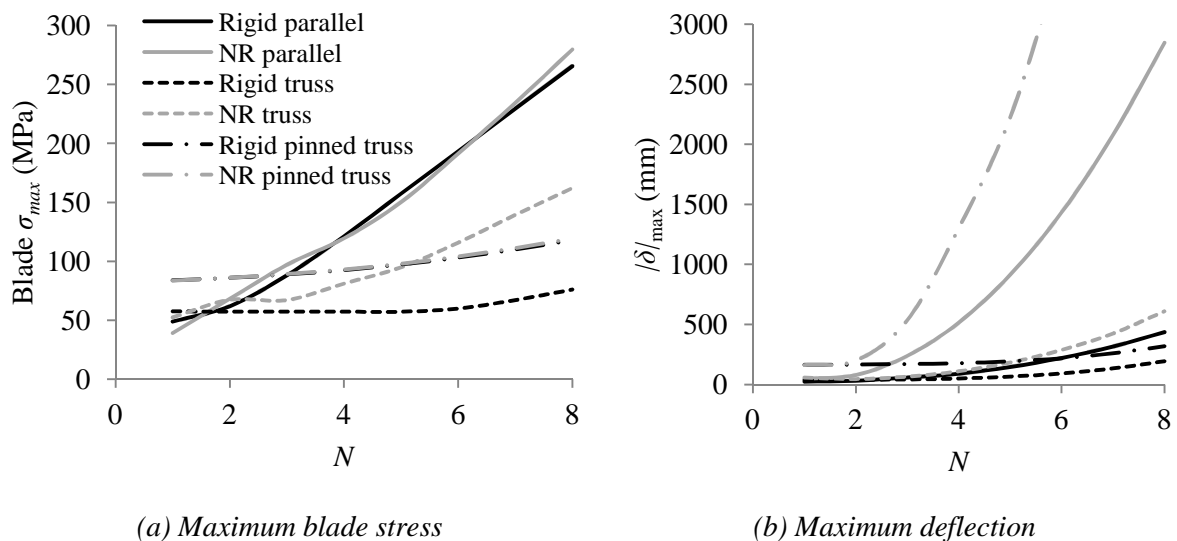 300
250
200
150
100
50
0
Blade σmax (MPa)
Rigid parallel
NR parallel
Rigid truss
NR truss
Rigid pinned truss
NR pinned truss
0 2 4 6 8
N
(a) Maximum blade stress
3000
2500
2000
1500
1000
500
0
|δ|max (mm)
0 2 4 6 8
N
(b) Maximum deflection